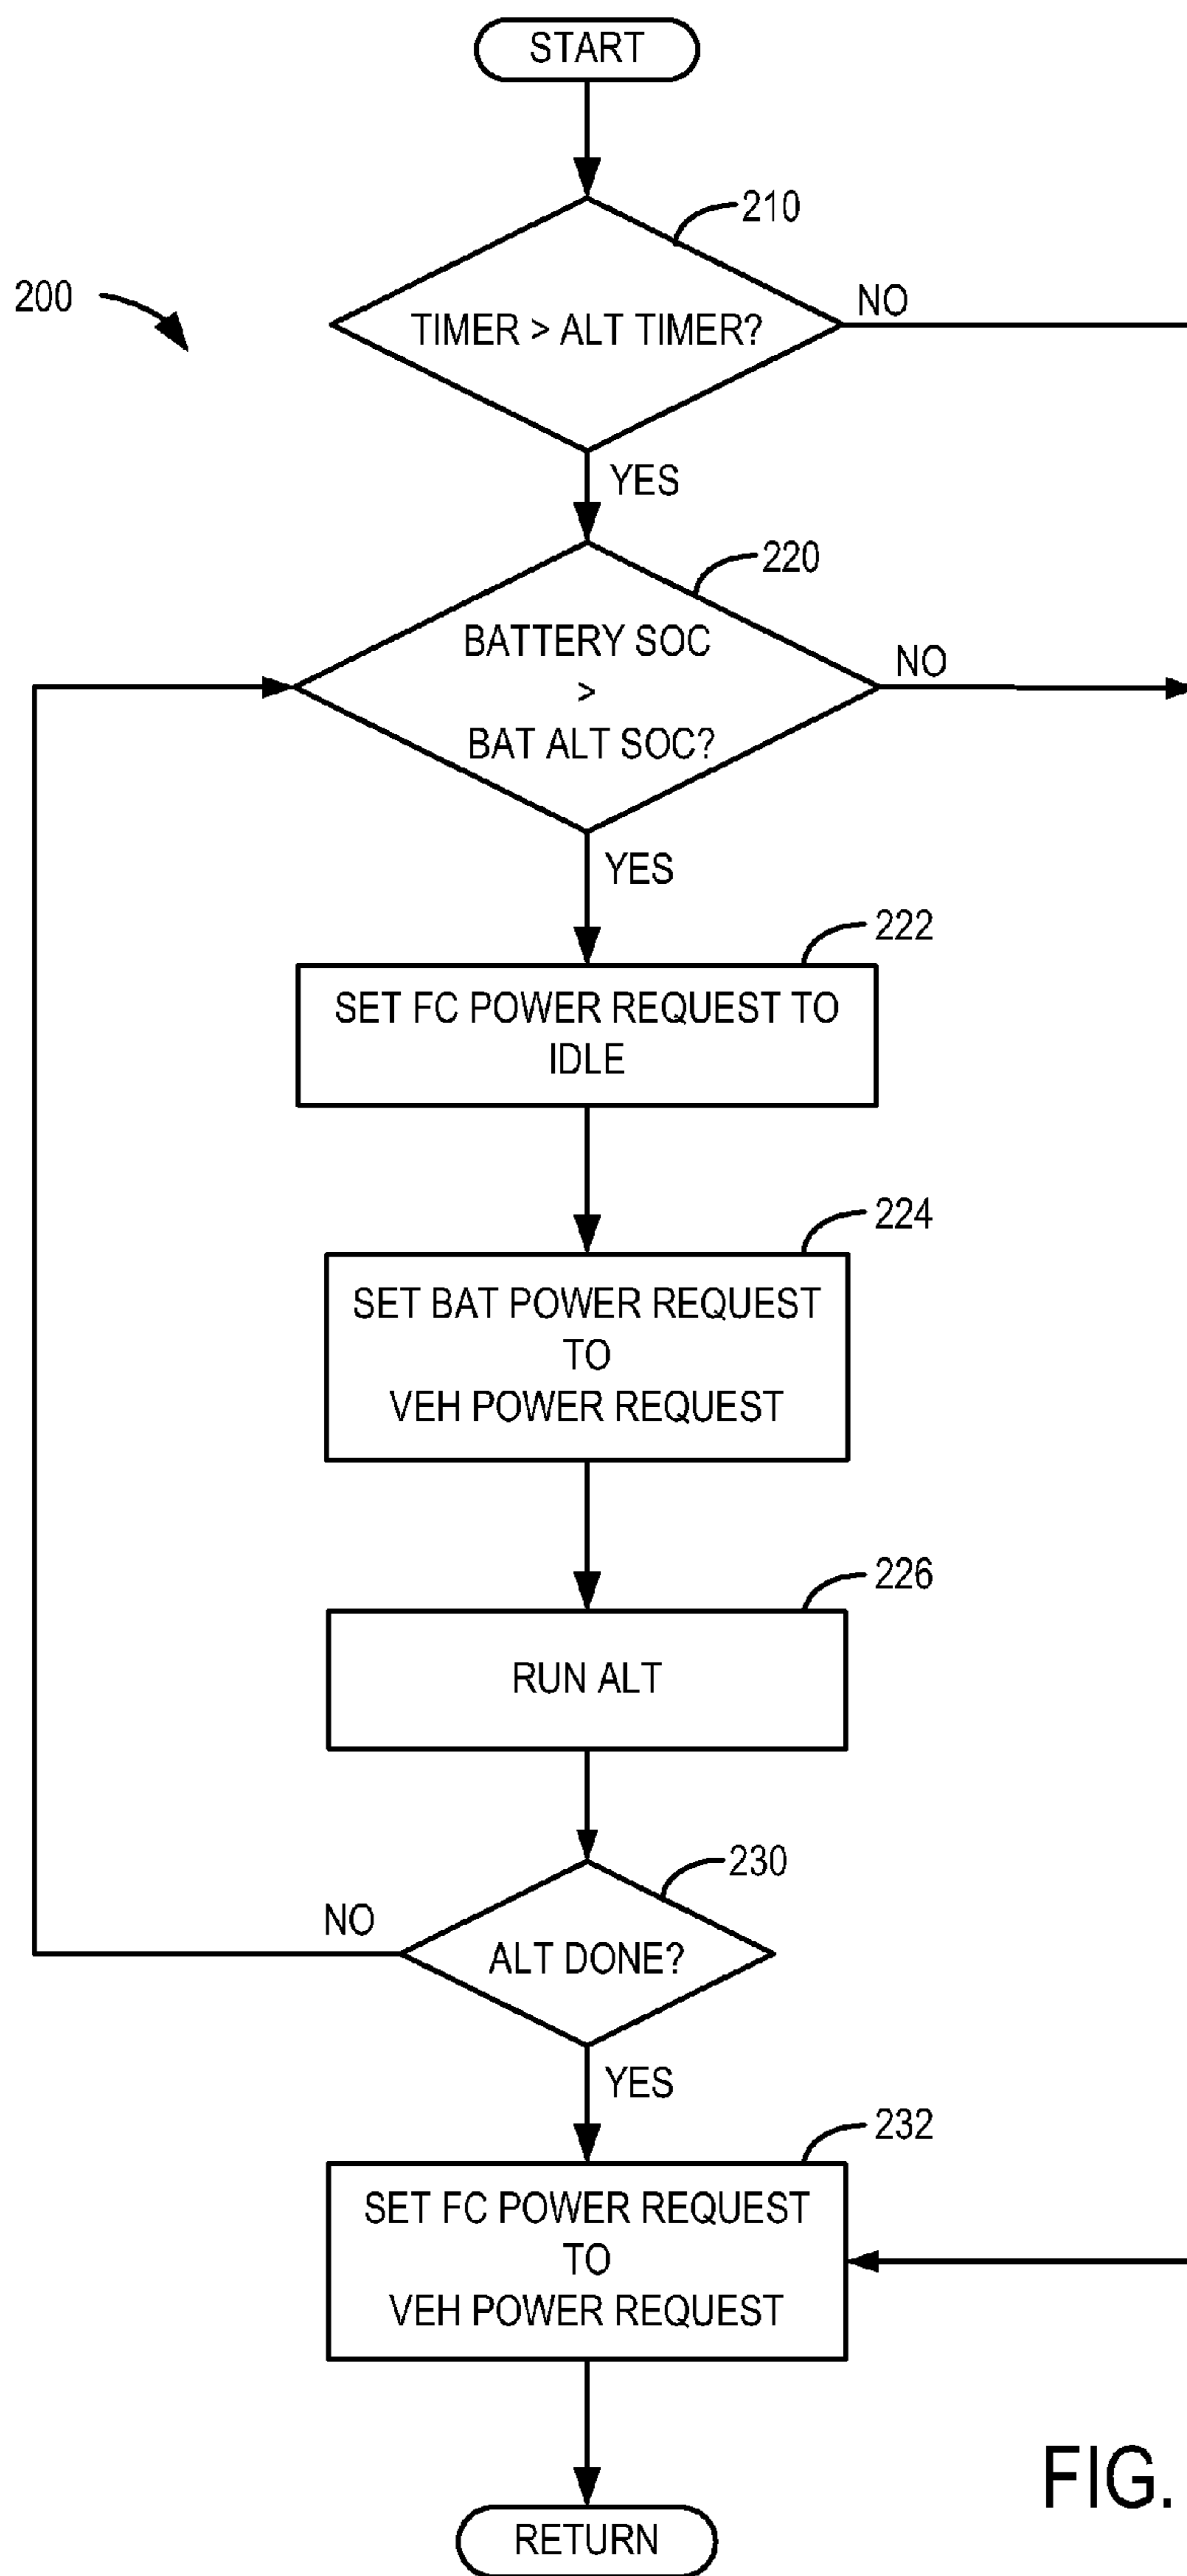 START
210
200
NO
TIMER > ALT TIMER?
YES
220
BATTERY SOC
>
BAT ALT SOC?
NO
YES
222
SET FC POWER REQUEST TO
IDLE
224
SET BAT POWER REQUEST
TO
VEH POWER REQUEST
226
RUN ALT
230
NO
ALT DONE?
YES
232
SET FC POWER REQUEST
TO
VEH POWER REQUEST
FIG.
RETURN